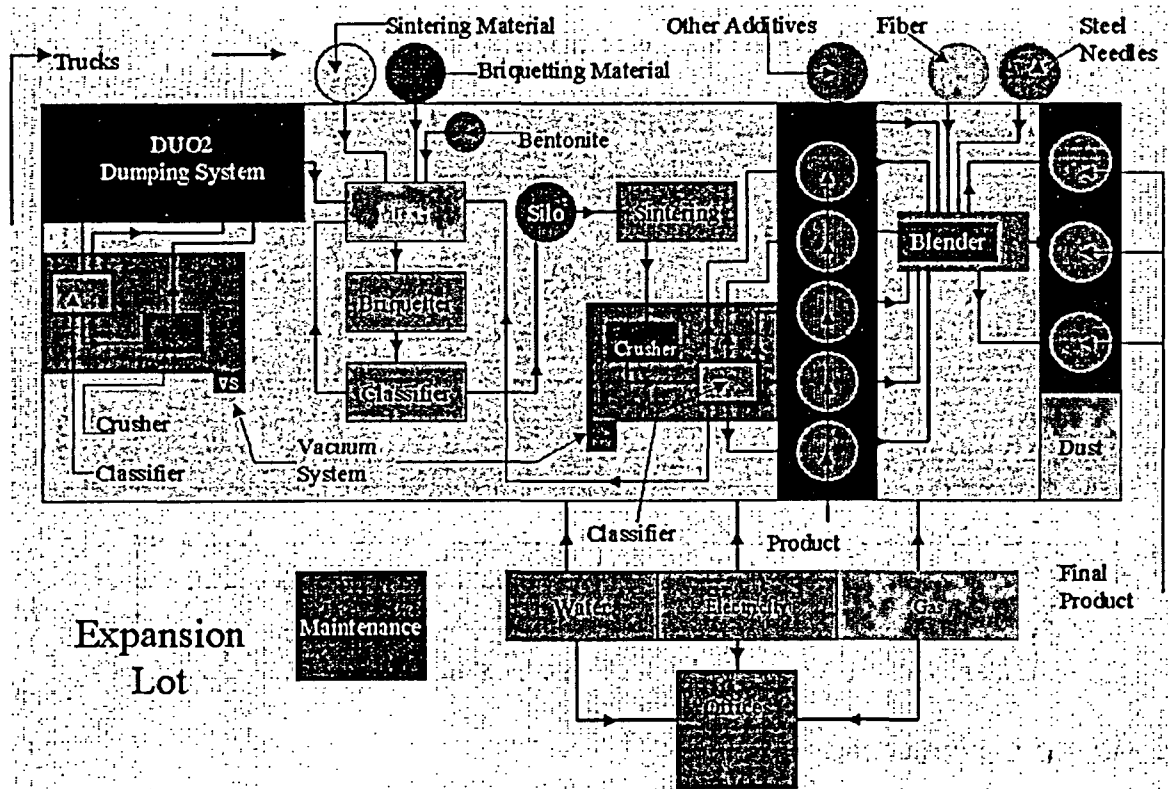 Trucks
Sintering Material
Briquetting Material
Other Additives
Fiber
Steel
Needles
DUO2
Dumping System
Bentonite
Silo
Sintering
Blender
Briquetter
Crusher
Classifier
VS
Crusher
Classifier
Vacuum
System
Dust
Classifier
Product
Final
Product
Water
Electricity
Gas
Maintenance
Expansion
Lot
Office